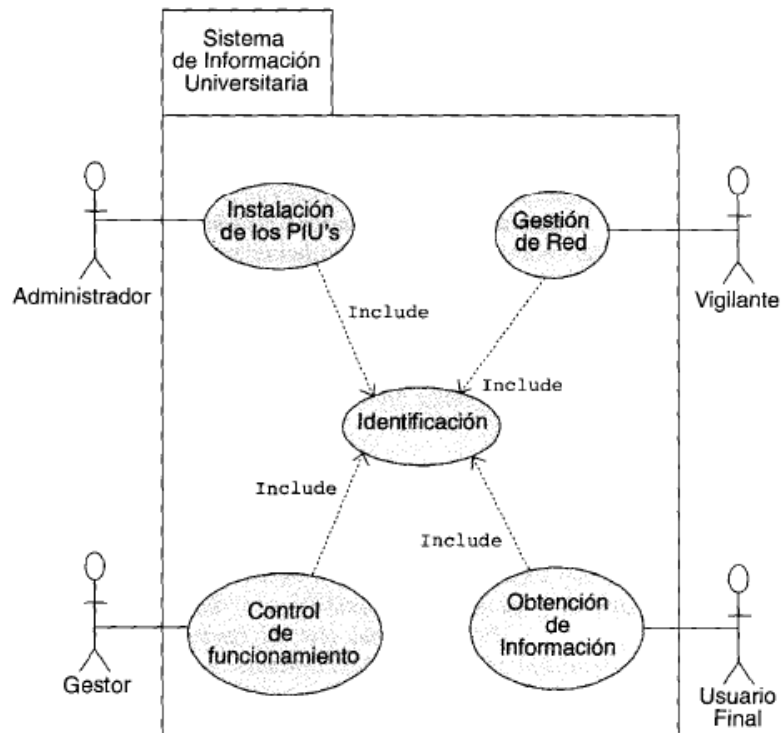 Sistema
de Información
Universitaria
Instalación
de los PIU's
Gestión
de Red
Administrador
Vigilante
Include
Include
Identificación
Include
Include
Control
de
funcionamiento
Obtención
de
Información
Gestor
Usuario
Final